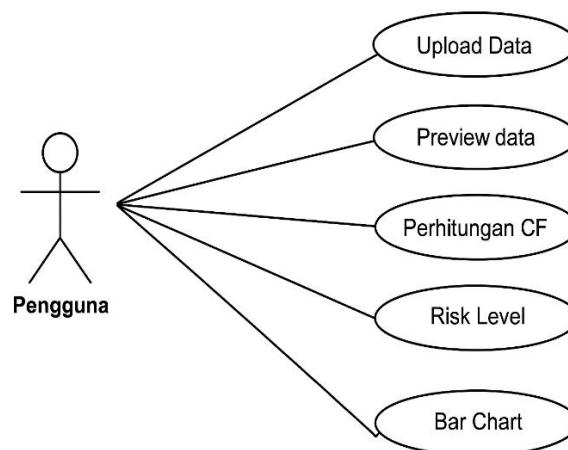 Upload Data
Preview data
Perhitungan CF
Risk Level
Bar Chart
Pengguna